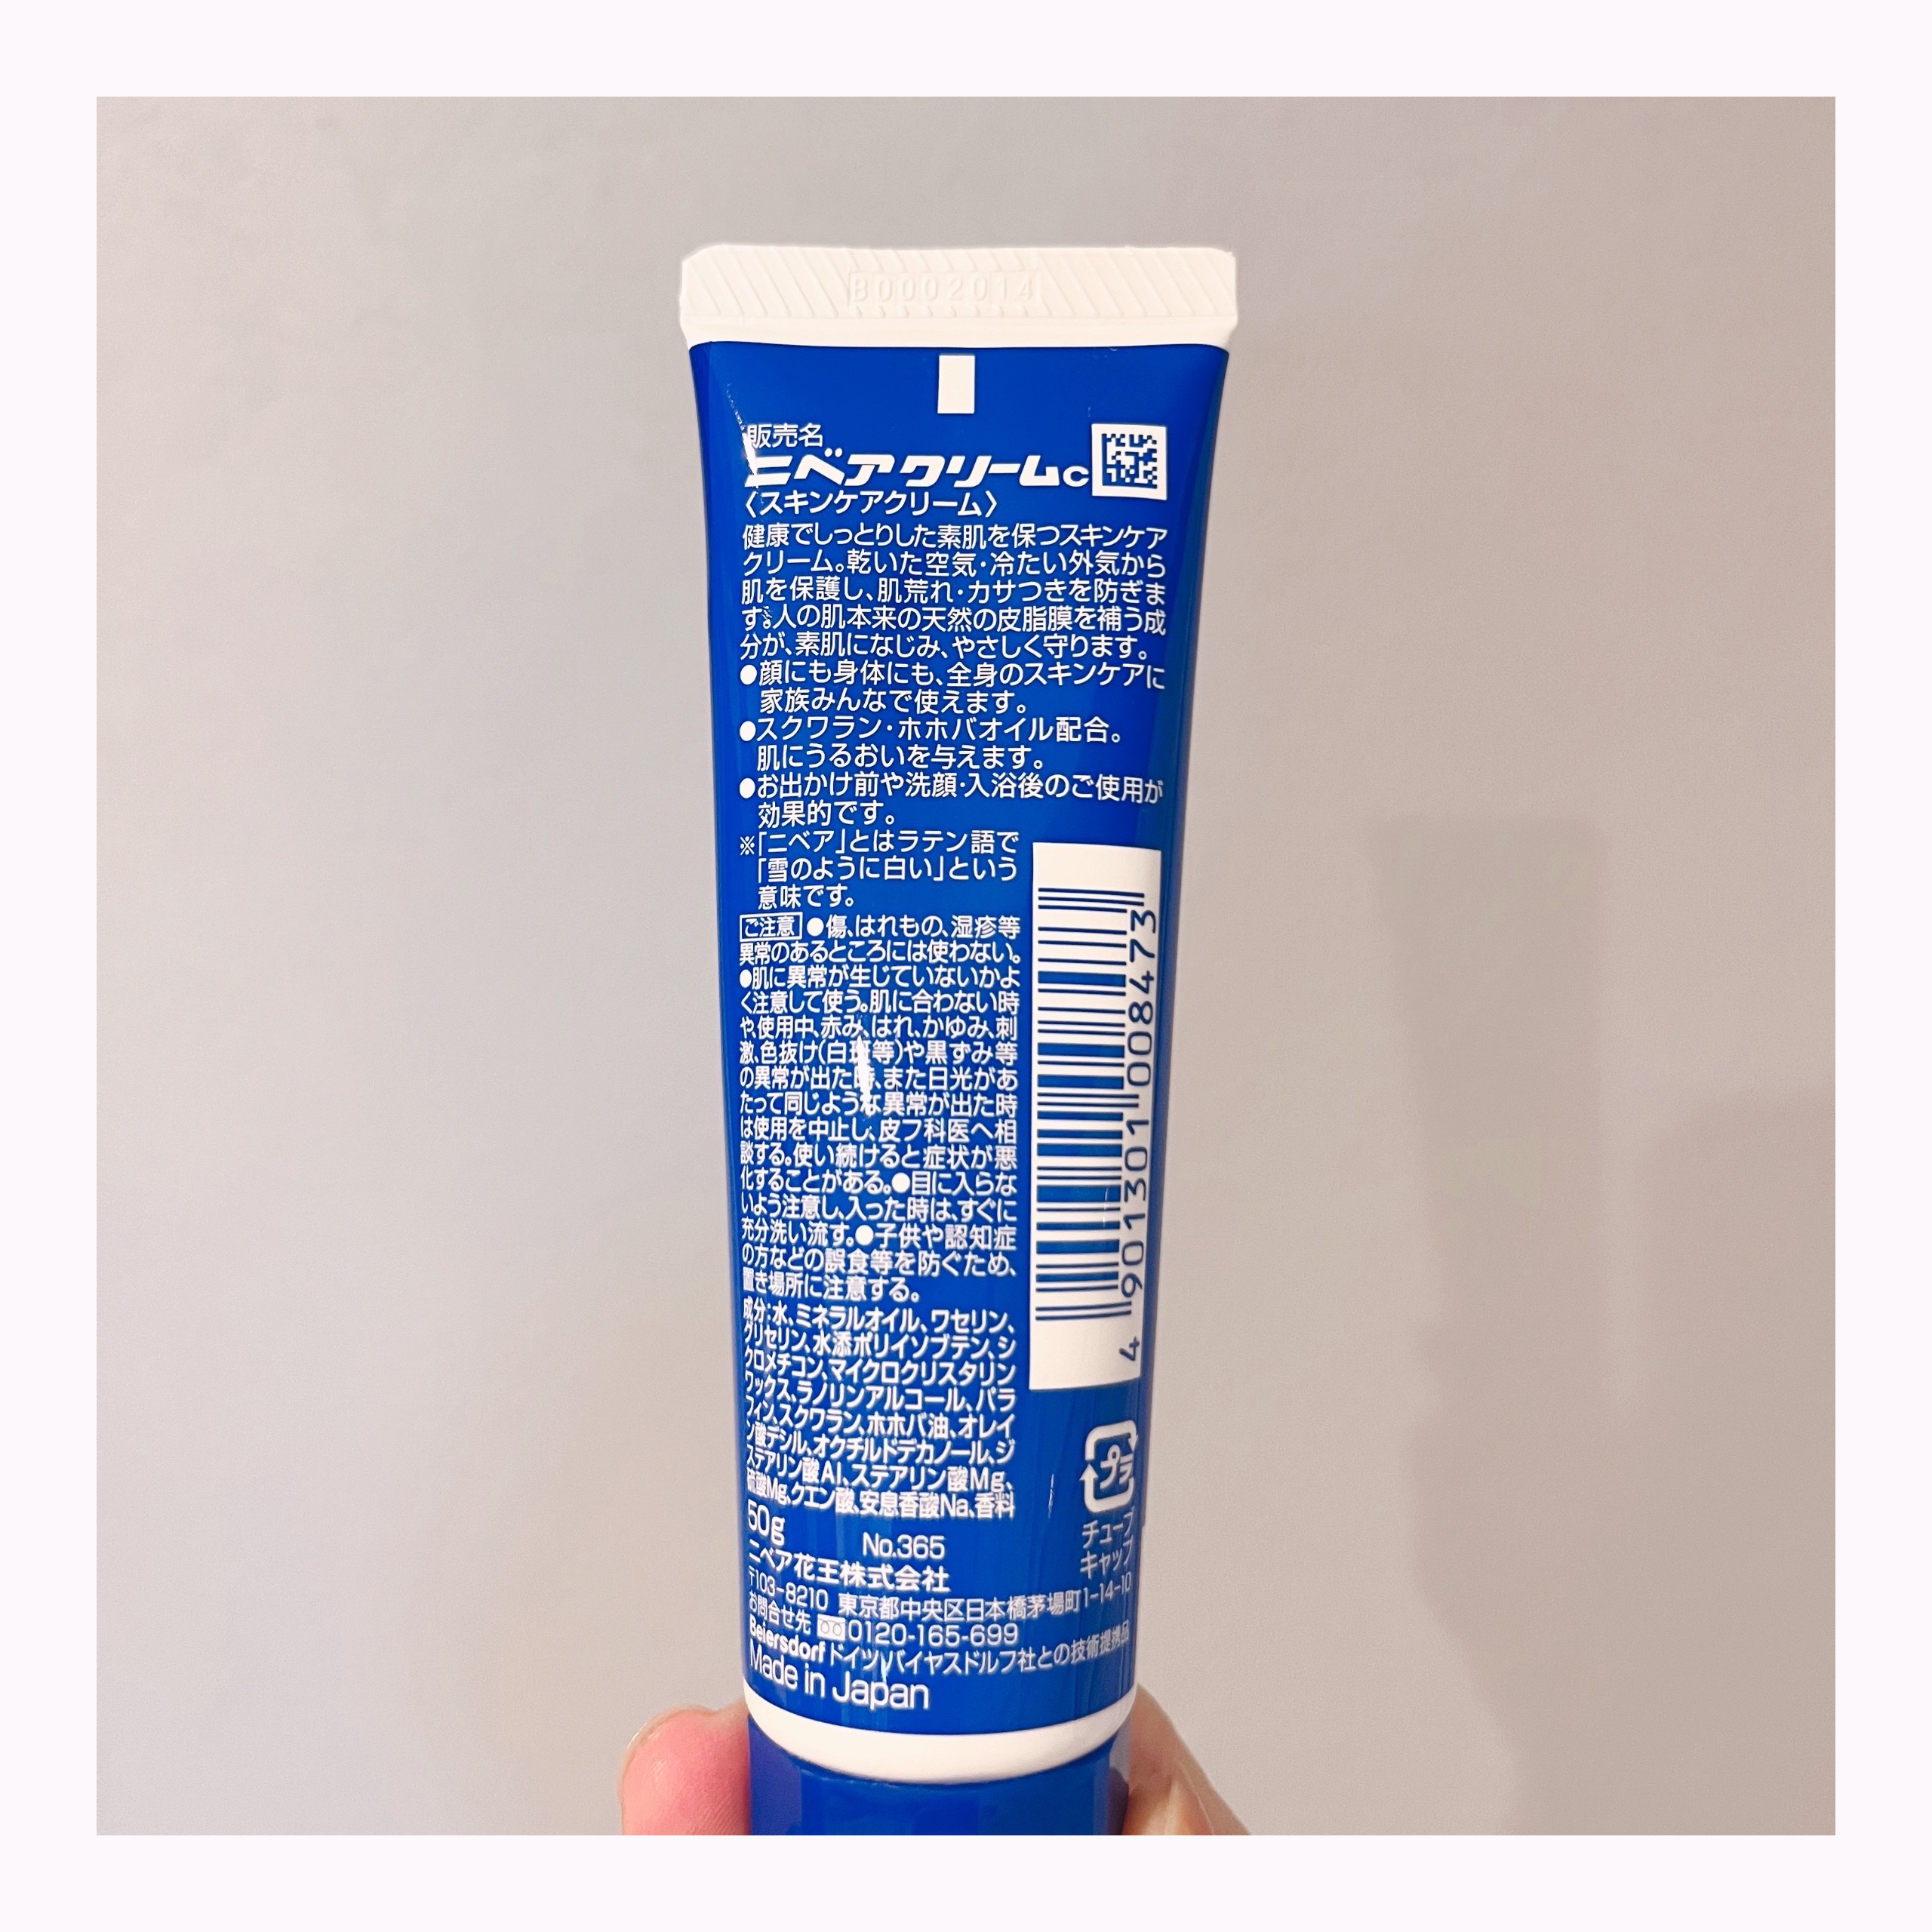 B0002014
販売名
ニベアクリームc
〈スキンケアクリーム〉
健康でしっとりした素肌を保つスキンケア
クリーム。乾いた空気・冷たい外気から
肌を保護し、肌荒れ・カサつきを防ぎま
す。人の肌本来の天然の皮脂膜を補う成
分が、素肌になじみ、やさしく守ります。
●顔にも身体にも、全身のスキンケアに
家族みんなで使えます。
●スクワラン・ホホバオイル配合。
肌にうるおいを与えます。
●お出かけ前や洗顔・入浴後のご使用が
効果的です。
※「ニベア」とはラテン語で
「雪のように白い」という
意味です。
ご注意 ●傷、はれもの、湿疹等
異常のあるところには使わない。
●肌に異常が生じていないかよ
く注意して使う。肌に合わない時
や、使用中、赤み、はれ、かゆみ、刺
激、色抜け(白斑等)や黒ずみ等
の異常が出た時、また日光があ
たって同じような異常が出た時
は使用を中止し、皮フ科医へ相
談する。使い続けると症状が悪
化することがある。●目に入らな
いよう注意し、入った時は、すぐに
充分洗い流す。●子供や認知症
の方などの誤食等を防ぐため、
置き場所に注意する。
成分:水、ミネラルオイル、ワセリン、
グリセリン、水添ポリイソブテン、シ
クロメチコン、マイクロクリスタリン
ワックス、ラノリンアルコール、パラ
フィン、スクワラン、ホホバ油、オレイ
ン酸デシル、オクチルドデカノール、ジ
ステアリン酸Al、ステアリン酸Mg、
硫酸Mg、クエン酸、安息香酸Na、香料
50g
No.365
ニベア花王株式会社
〒103-8210 東京都中央区日本橋茅場町1-14-10
お問合せ先 0120-165-699
Beiersdorf ドイツバイヤスドルフ社との技術提携品
Made in Japan
4 901301 008473
プラ
チューブ
キャップ